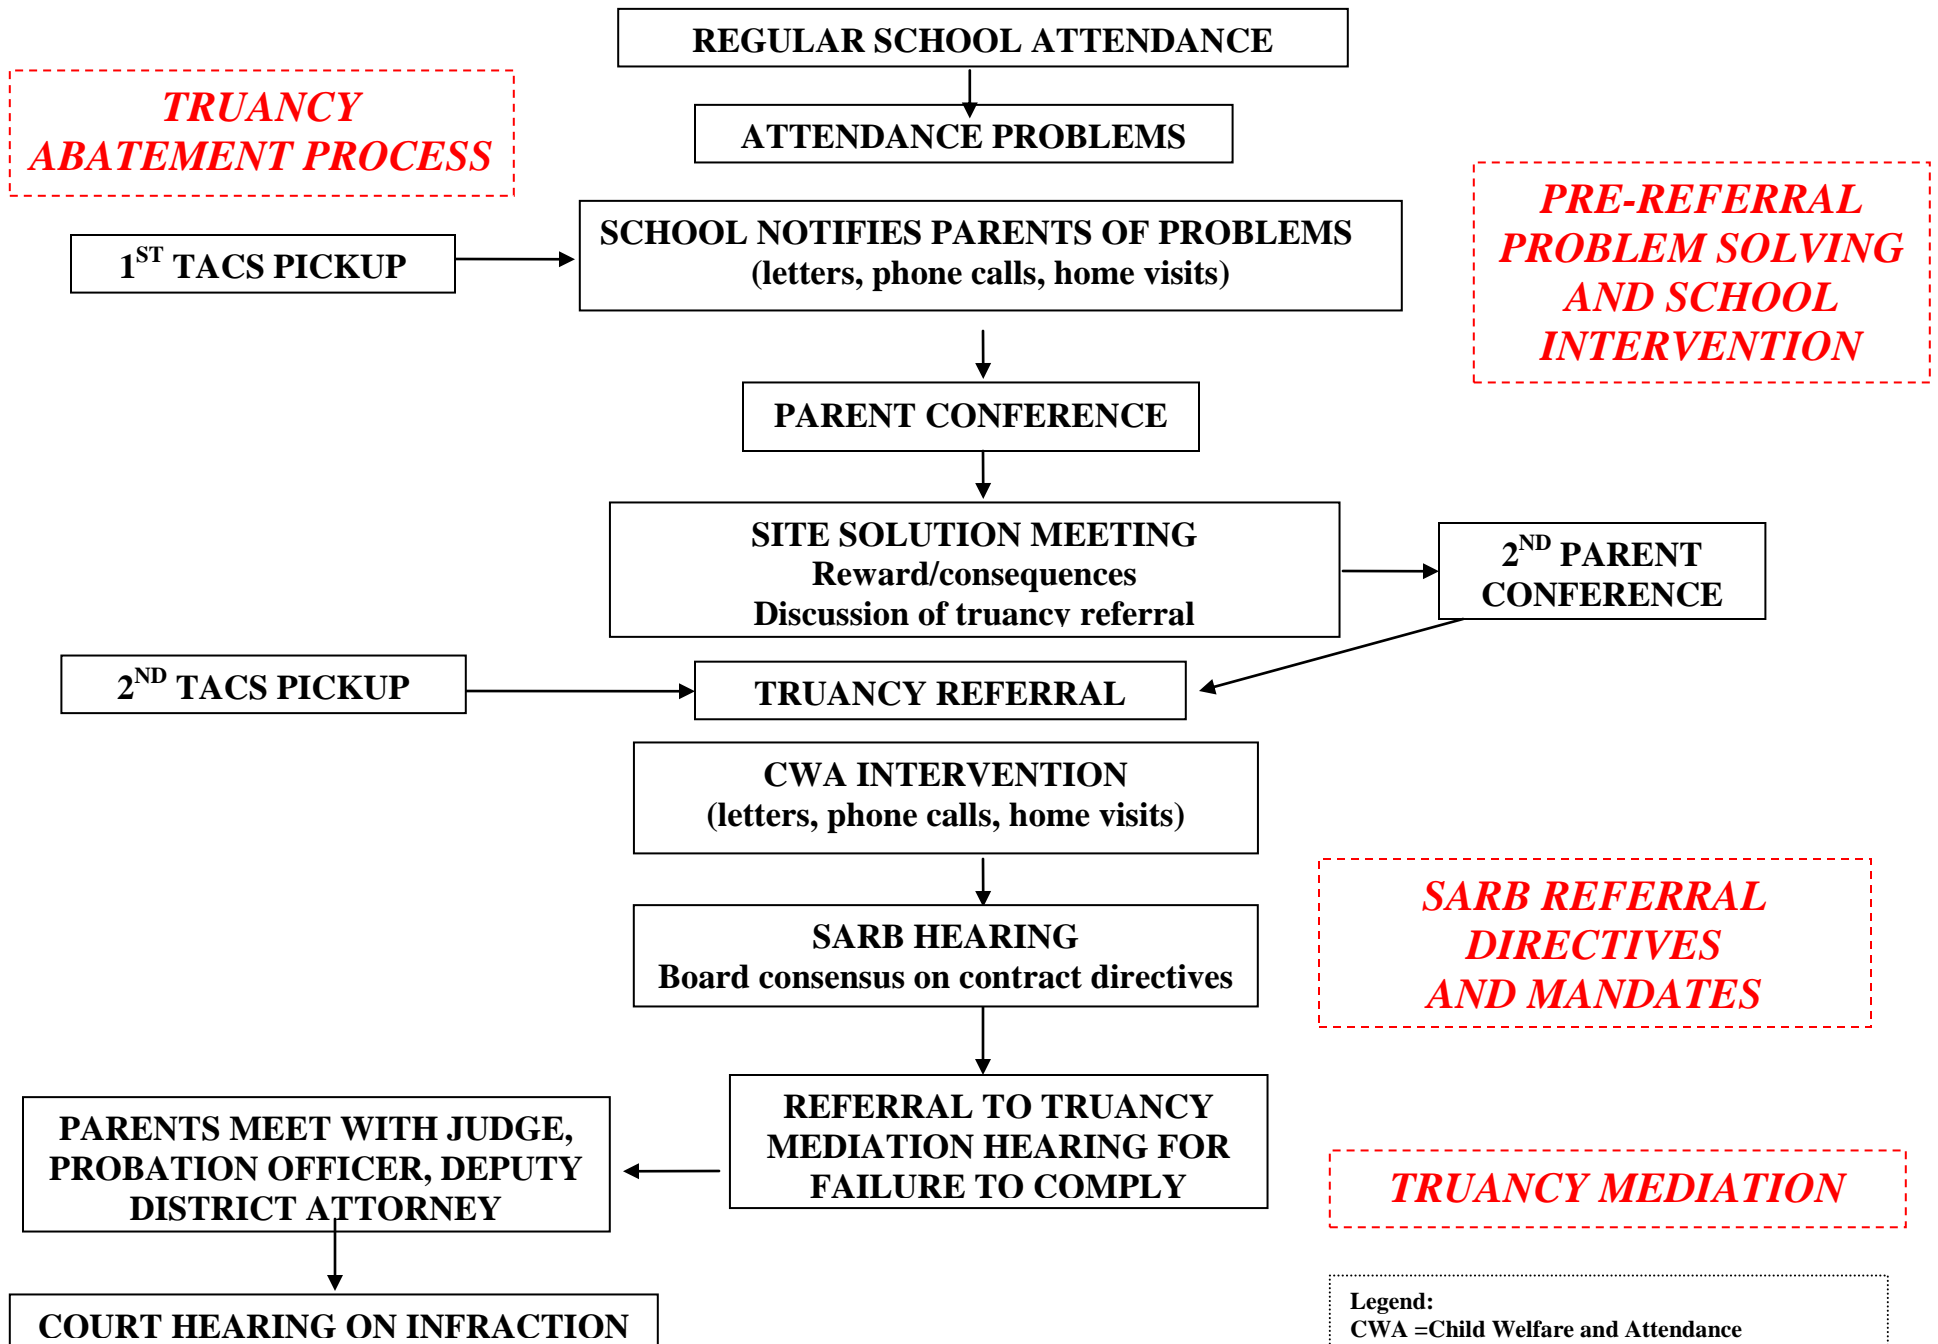 REGULAR SCHOOL ATTENDANCE
TRUANCY
ABATEMENT PROCESS
ATTENDANCE PROBLEMS
PRE-REFERRAL
PROBLEM SOLVING
AND SCHOOL
INTERVENTION
1ST TACS PICKUP
SCHOOL NOTIFIES PARENTS OF PROBLEMS
(letters, phone calls, home visits)
PARENT CONFERENCE
SITE SOLUTION MEETING
Reward/consequences
Discussion of truancy referral
2ND PARENT
CONFERENCE
2ND TACS PICKUP
TRUANCY REFERRAL
CWA INTERVENTION
(letters, phone calls, home visits)
SARB HEARING
Board consensus on contract directives
SARB REFERRAL
DIRECTIVES
AND MANDATES
REFERRAL TO TRUANCY
MEDIATION HEARING FOR
FAILURE TO COMPLY
PARENTS MEET WITH JUDGE,
PROBATION OFFICER, DEPUTY
DISTRICT ATTORNEY
TRUANCY MEDIATION
COURT HEARING ON INFRACTION
Legend:
CWA =Child Welfare and Attendance